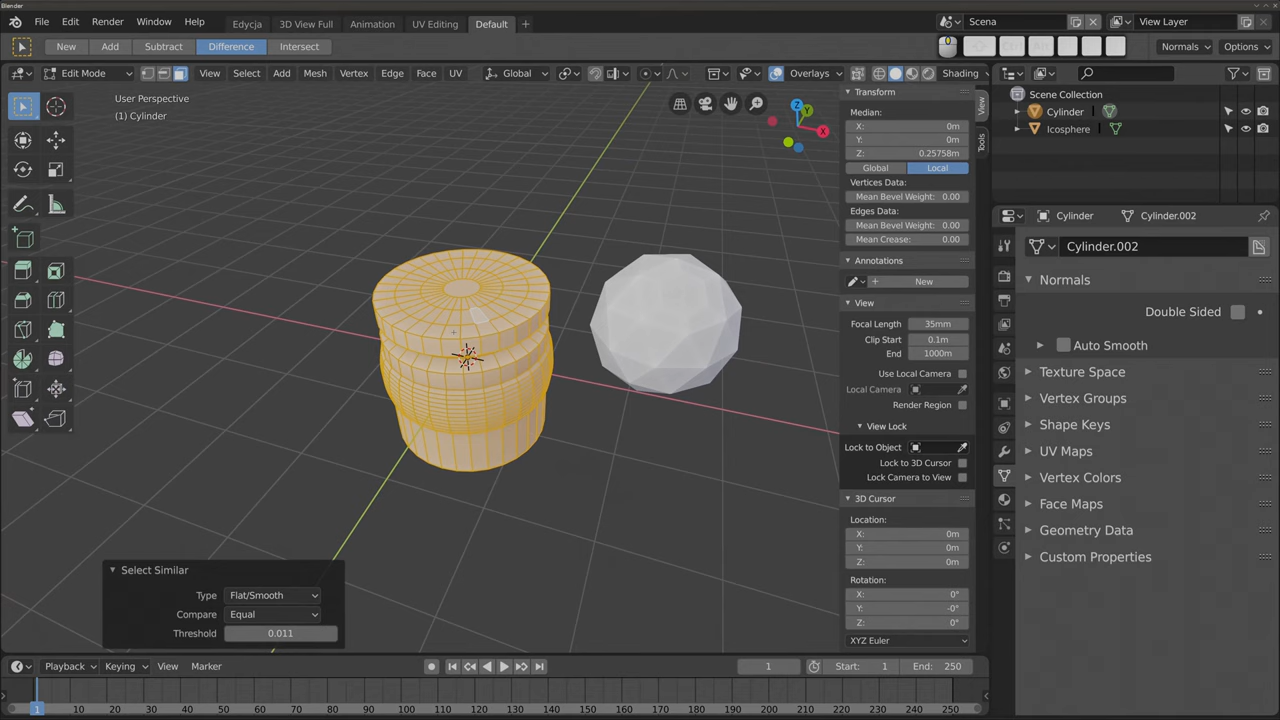 Blender
File Edit Render Window Help Edycja 3D View Full Animation UV Editing Default + Scena View Layer
New Add Subtract Difference Intersect Normals Options
Edit Mode View Select Add Mesh Vertex Edge Face UV Global Overlays Shading
User Perspective
(1) Cylinder
Z
Y
X
Transform
Median:
X: 0m
Y: 0m
Z: 0.25758m
Global Local
Vertices Data:
Mean Bevel Weight: 0.00
Edges Data:
Mean Bevel Weight: 0.00
Mean Crease: 0.00
Annotations
+ New
View
Focal Length 35mm
Clip Start 0.1m
End 1000m
Use Local Camera
Local Camera
Render Region
View Lock
Lock to Object
Lock to 3D Cursor
Lock Camera to View
3D Cursor
Location:
X: 0m
Y: 0m
Z: 0m
Rotation:
X: 0°
Y: -0°
Z: 0°
XYZ Euler
View
Tools
Scene Collection
Cylinder
Icosphere
Cylinder Cylinder.002
Cylinder.002
Normals
Double Sided
Auto Smooth
Texture Space
Vertex Groups
Shape Keys
UV Maps
Vertex Colors
Face Maps
Geometry Data
Custom Properties
Select Similar
Type Flat/Smooth
Compare Equal
Threshold 0.011
Playback Keying View Marker 1 Start: 1 End: 250
1 10 20 30 40 50 60 70 80 90 100 110 120 130 140 150 160 170 180 190 200 210 220 230 240 250